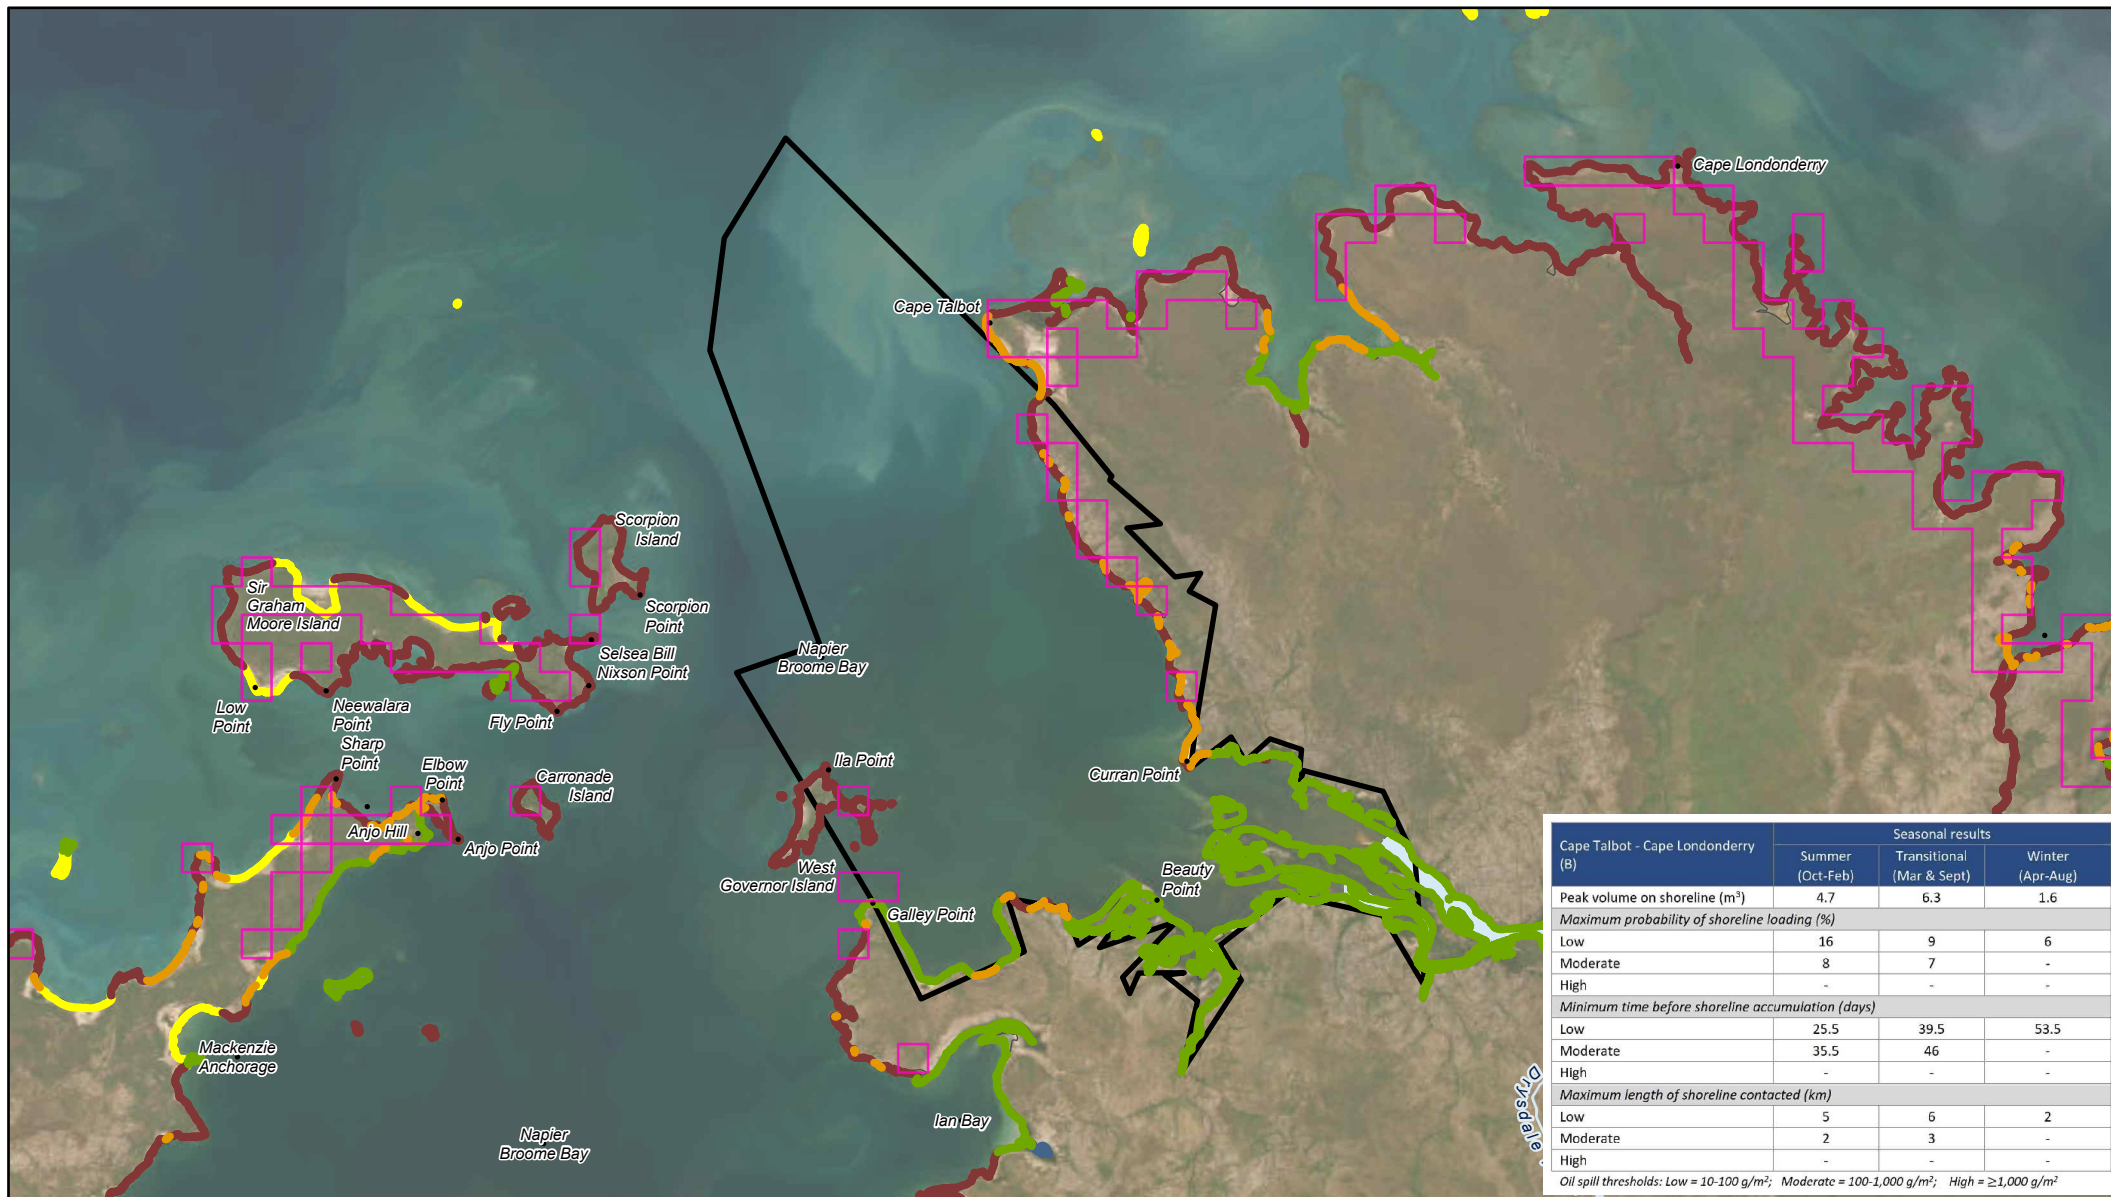 Cape Londonderry
Cape Talbot
Scorpion
Island
Sir
Graham
Moore Island
Scorpion
Point
Selsea Bill
Nixson Point
Napier
Broome Bay
Low
Point
Neewalara
Point
Sharp
Point
Fly Point
Elbow
Point
Ila Point
Carronade
Island
Curran Point
Anjo Hill
Anjo Point
West
Governor Island
Beauty
Point
Galley Point
Mackenzie
Anchorage
Ian Bay
Napier
Broome Bay
Drysdale
Cape Talbot - Cape Londonderry
(B)
Seasonal results
Summer
(Oct-Feb)
Transitional
(Mar & Sept)
Winter
(Apr-Aug)
Peak volume on shoreline (m³) 4.7 6.3 1.6
Maximum probability of shoreline loading (%)
Low 16 9 6
Moderate 8 7 -
High - - -
Minimum time before shoreline accumulation (days)
Low 25.5 39.5 53.5
Moderate 35.5 46 -
High - - -
Maximum length of shoreline contacted (km)
Low 5 6 2
Moderate 2 3 -
High - - -
Oil spill thresholds: Low = 10-100 g/m²; Moderate = 100-1,000 g/m²; High = ≥1,000 g/m²